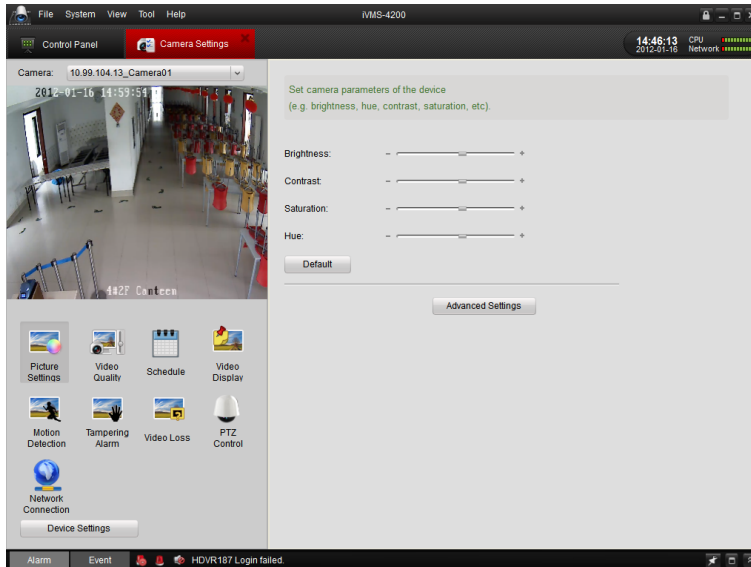 File System View Tool Help
iVMS-4200
Control Panel
Camera Settings
14:46:13
2012-01-16
CPU
Network
Camera: 10.99.104.13_Camera01
2012-01-16 14:59:54
4#2F Canteen
Set camera parameters of the device
(e.g. brightness, hue, contrast, saturation, etc).
Brightness: - +
Contrast: - +
Saturation: - +
Hue: - +
Default
Advanced Settings
Picture Settings
Video Quality
Schedule
Video Display
Motion Detection
Tampering Alarm
Video Loss
PTZ Control
Network Connection
Device Settings
Alarm
Event
HDVR187 Login failed.